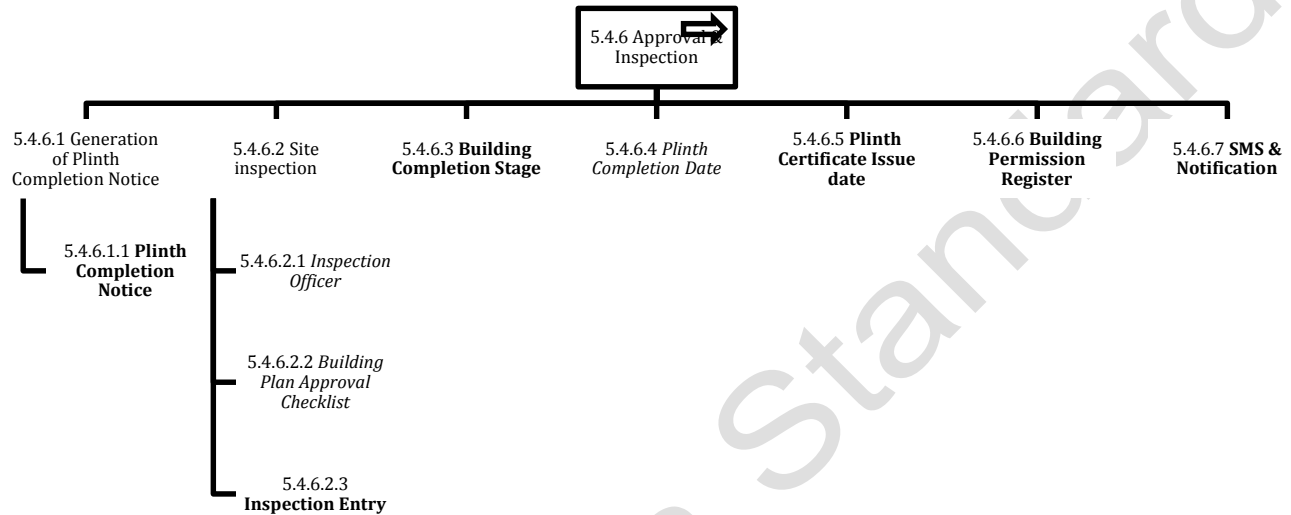 5.4.6 Approval &
Inspection
5.4.6.1 Generation
of Plinth
Completion Notice
5.4.6.2 Site
inspection
5.4.6.3 Building
Completion Stage
5.4.6.4 Plinth
Completion Date
5.4.6.5 Plinth
Certificate Issue
date
5.4.6.6 Building
Permission
Register
5.4.6.7 SMS &
Notification
5.4.6.1.1 Plinth
Completion
Notice
5.4.6.2.1 Inspection
Officer
5.4.6.2.2 Building
Plan Approval
Checklist
5.4.6.2.3
Inspection Entry
Standard